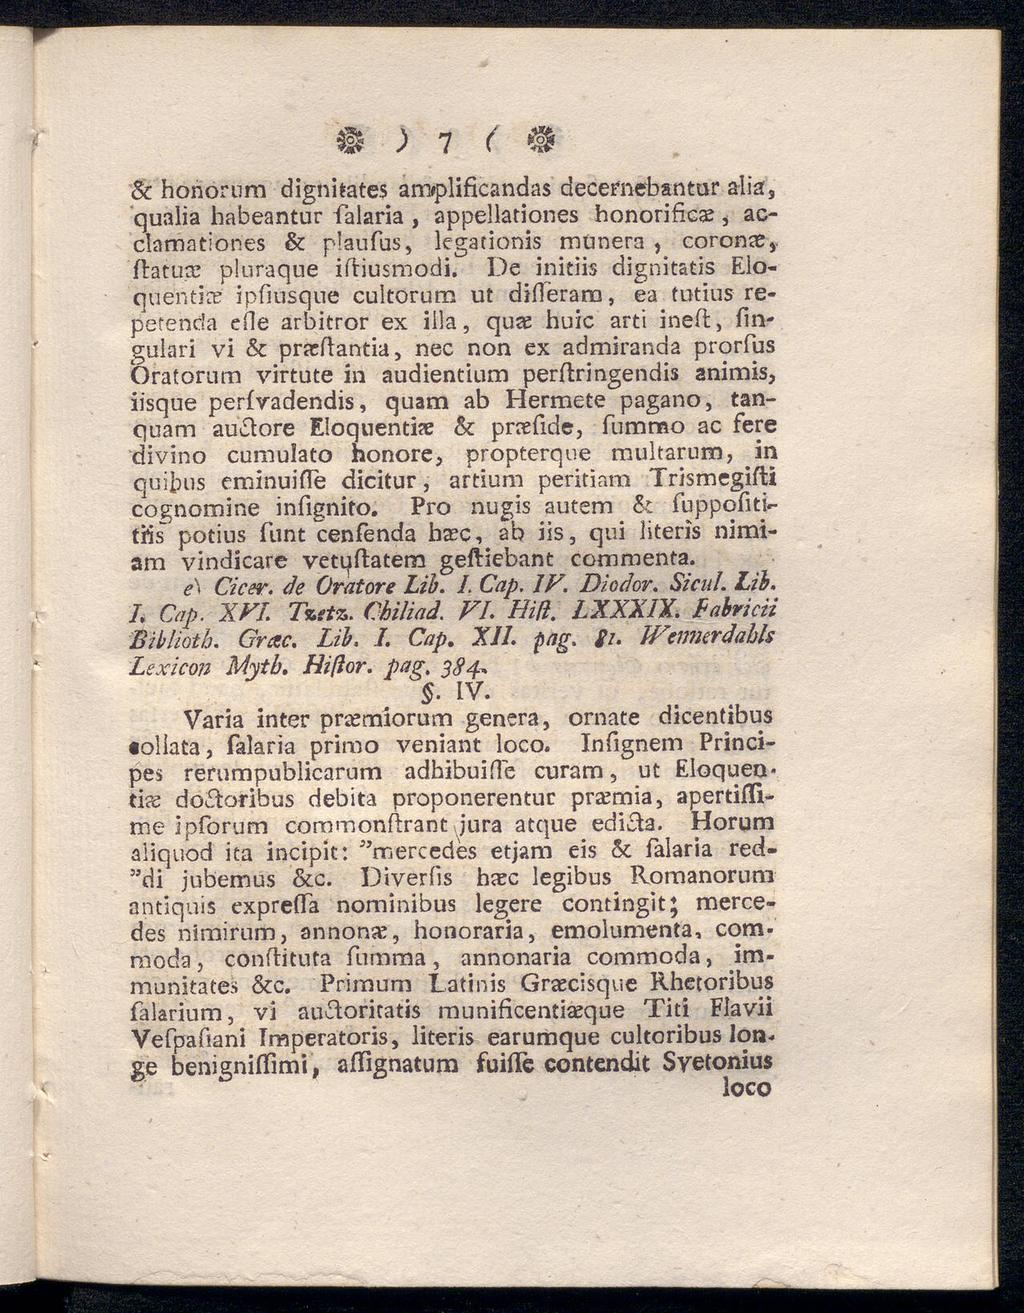 ) 7 (
& honorum dignitates amplificandas decernebantur alia,
qualia habeantur ſalaria, appellationes honorificæ, ac-
clamationes & plauſus, legationis munera, coronæ,
ſtatuæ pluraque iſtiusmodi. De initiis dignitatis Elo-
quentiæ ipſiusque cultorum ut diſſeram, ea tutius re-
petenda eſſe arbitror ex illa, quæ huic arti ineſt, ſin-
gulari vi & præſtantia, nec non ex admiranda prorſus
Oratorum virtute in audientium perſtringendis animis,
iisque perſvadendis, quam ab Hermete pagano, tan-
quam auctore Eloquentiæ & præſide, ſummo ac fere
divino cumulato honore, propterque multarum, in
quibus eminuiſſe dicitur, artium peritiam Trismegiſti
cognomine inſignito. Pro nugis autem & ſuppoſiti-
tiis potius ſunt cenſenda hæc, ab iis, qui literis nimi-
am vindicare vetuſtatem geſtiebant commenta.
e) Cicer. de Oratore Lib. I. Cap. IV. Diodor. Sicul. Lib.
I. Cap. XVI. Tzetz. Chiliad. VI. Hiſt. LXXXIX. Fabricii
Biblioth. Græc. Lib. I. Cap. XII. pag. 81. Wennerdahls
Lexicon Myth. Hiſtor. pag. 384.
§. IV.
Varia inter præmiorum genera, ornate dicentibus
collata, ſalaria primo veniant loco. Inſignem Princi-
pes rerumpublicarum adhibuiſſe curam, ut Eloquen-
tiæ doctoribus debita proponerentur præmia, apertiſſi-
me ipſorum commonſtrant jura atque edicta. Horum
aliquod ita incipit: ”mercedes etjam eis & ſalaria red-
”di jubemus &c. Diverſis hæc legibus Romanorum
antiquis expreſſa nominibus legere contingit; merce-
des nimirum, annonæ, honoraria, emolumenta, com-
moda, conſtituta ſumma, annonaria commoda, im-
munitates &c. Primum Latinis Græcisque Rhetoribus
ſalarium, vi auctoritatis munificentiæque Titi Flavii
Veſpaſiani Imperatoris, literis earumque cultoribus lon-
ge benigniſſimi, aſſignatum fuiſſe contendit Svetonius
loco